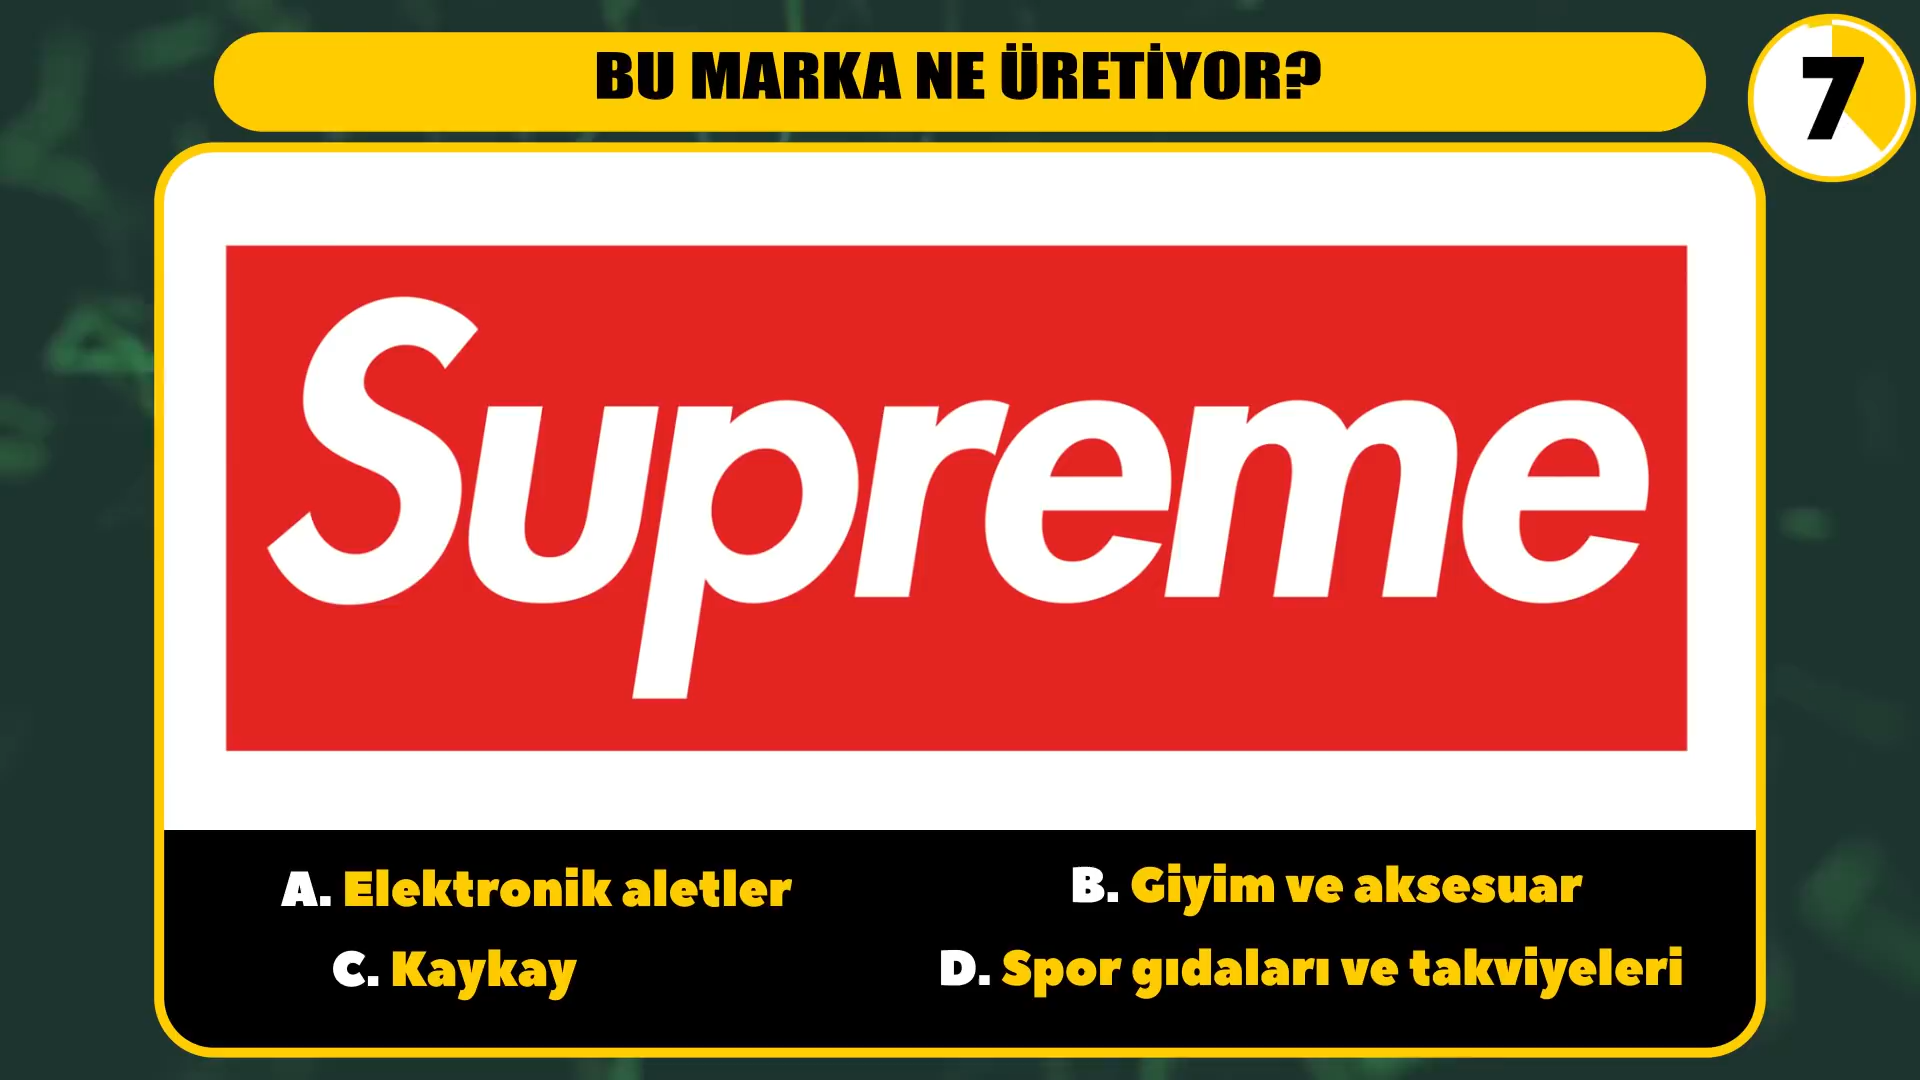 BU MARKA NE ÜRETİYOR?
7
Supreme
A. Elektronik aletler
B. Giyim ve aksesuar
C. Kaykay
D. Spor gıdaları ve takviyeleri